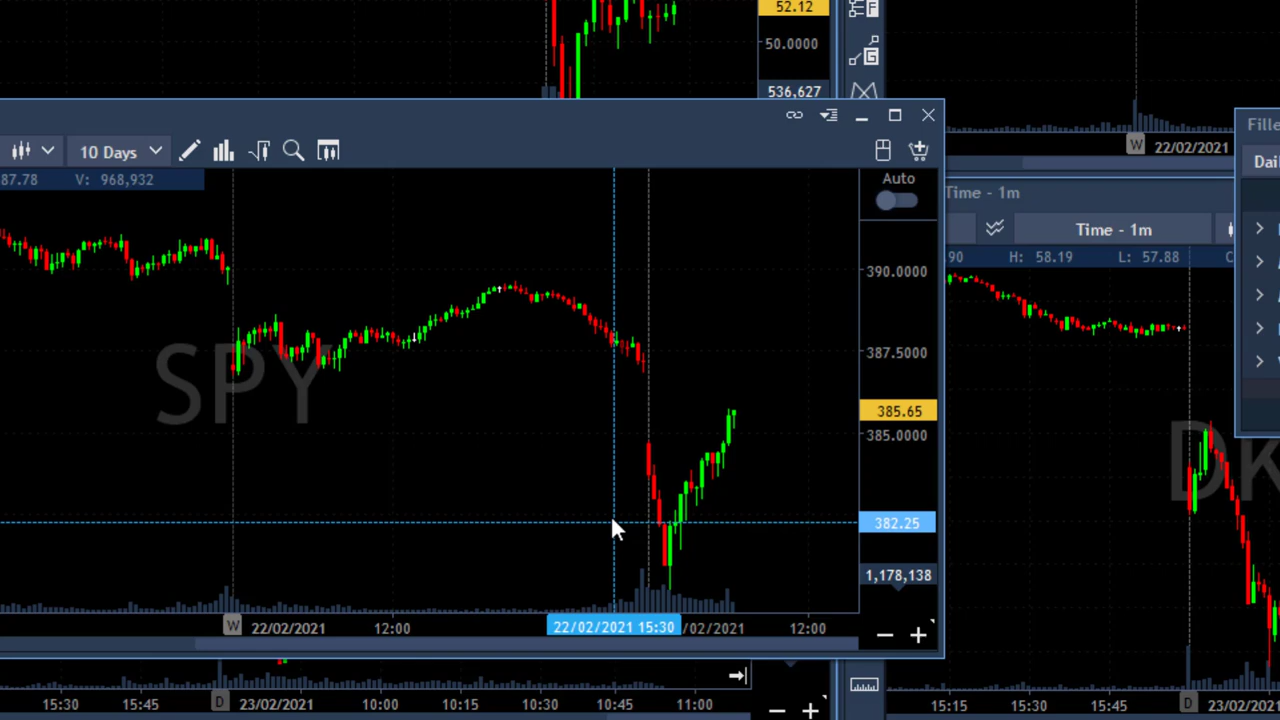 52.12
50.0000
536,627
F
G
W 22/02/2021
10 Days
87.78 V: 968,932
Auto
390.0000
387.5000
385.65
385.0000
382.25
1,178,138
SPY
W 22/02/2021 12:00 22/02/2021 15:30 /02/2021 12:00
15:30 15:45 D 23/02/2021 10:00 10:15 10:30 10:45 11:00
Time - 1m
Time - 1m
90 H: 58.19 L: 57.88 C
DK
15:15 15:30 15:45 D 23/02/2021
Fille
Dail